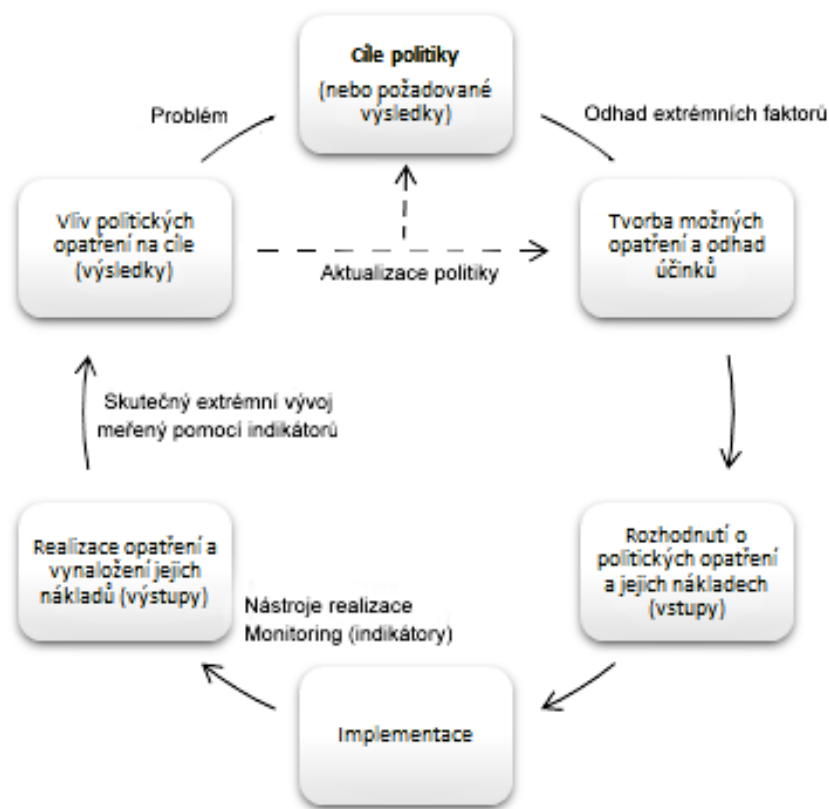 Cíle politiky
(nebo požadované
výsledky)
Problém
Odhad extrémních faktorů
Vliv politických
opatření na cíle
(výsledky)
Tvorba možných
opatření a odhad
účinků
Aktualizace politiky
Skutečný extrémní vývoj
meřený pomocí indikátorů
Realizace opatření a
vynaložení jejich
nákladů (výstupy)
Rozhodnutí o
politických opatření
a jejich nákladech
(vstupy)
Nástroje realizace
Monitoring (indikátory)
Implementace